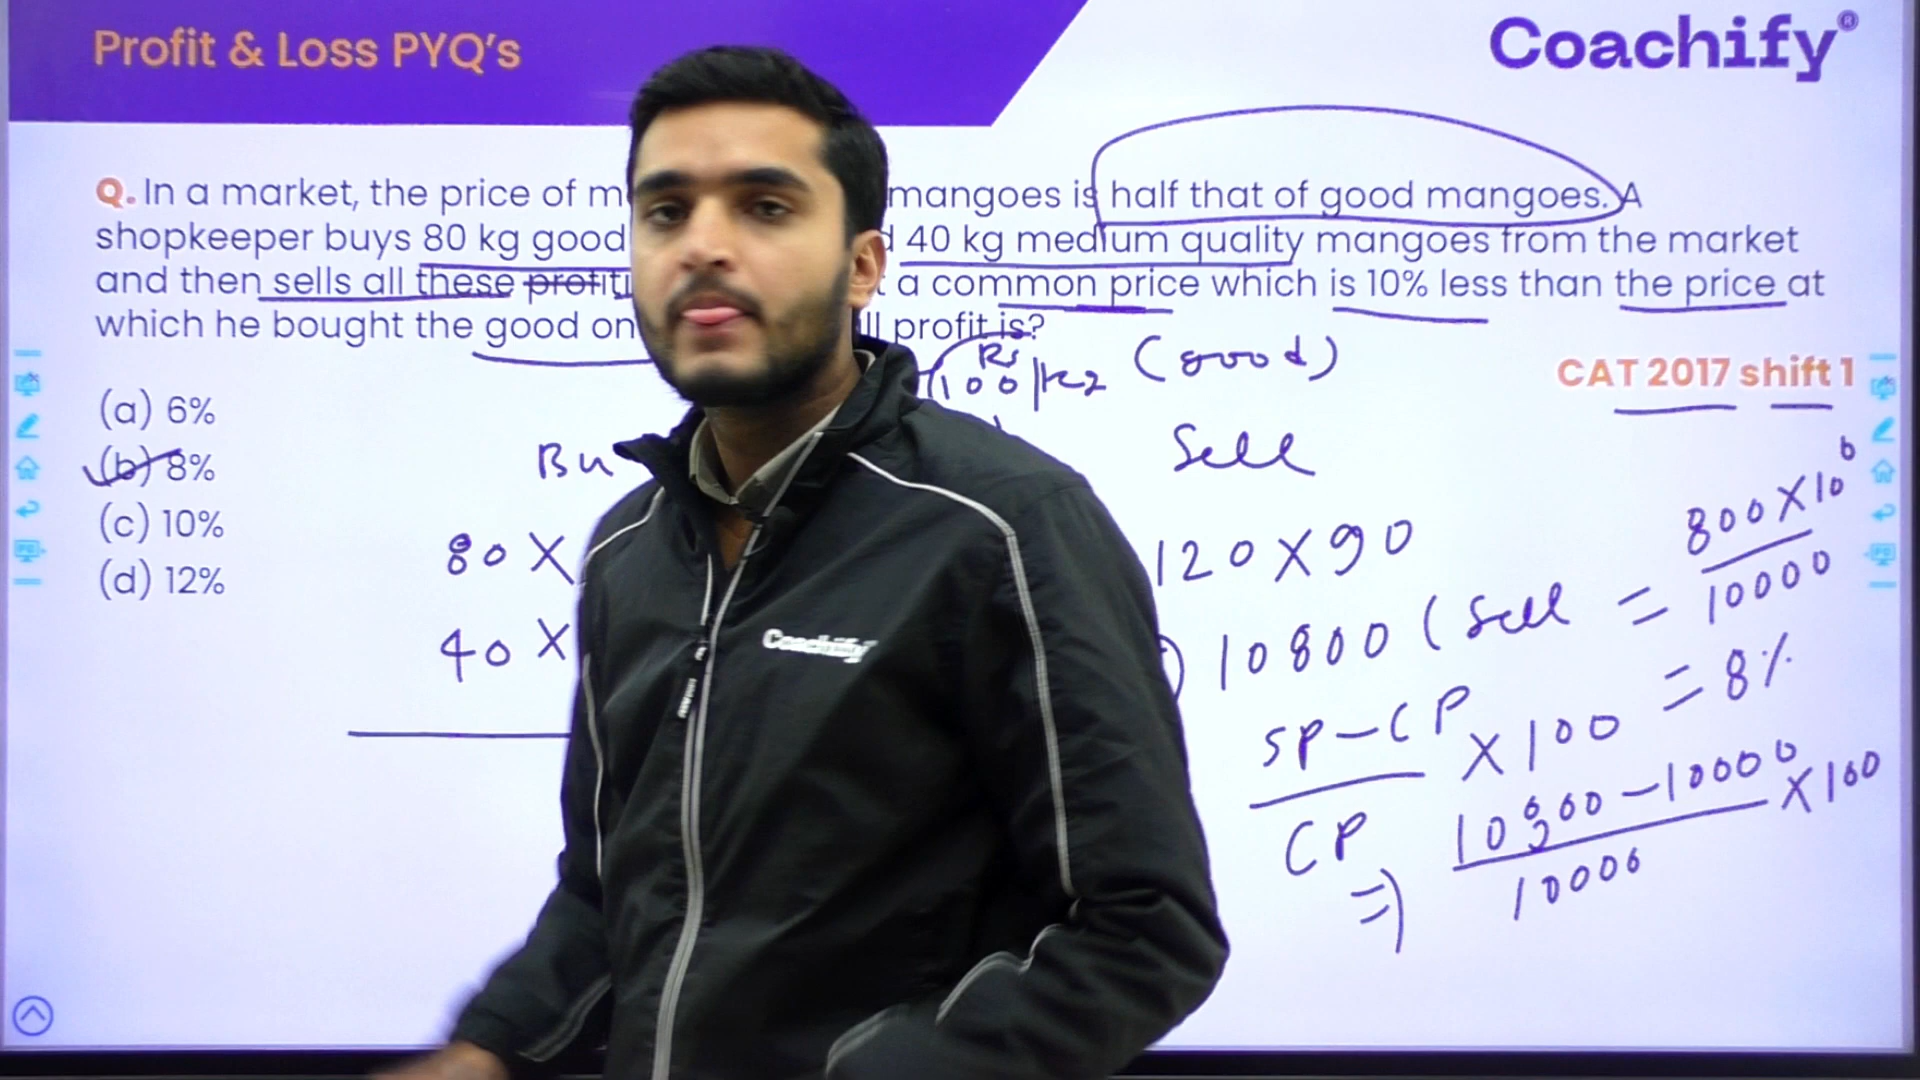 Profit & Loss PYQ's
Coachify®
Q. In a market, the price of m mangoes is half that of good mangoes. A
shopkeeper buys 80 kg good 40 kg medium quality mangoes from the market
and then sells all these a common price which is 10% less than the price at
which he bought the good profit is?
CAT 2017 shift 1
(a) 6%
(b) 8%
(c) 10%
(d) 12%
Rs
100/kg (good)
Bu Sell
80 X 120 X 90
40 X 10800 (Sell
800 X 100
10000
= 8%
SP-CP X 100
CP
=> 10800-10000 X 100
10000
Coachify